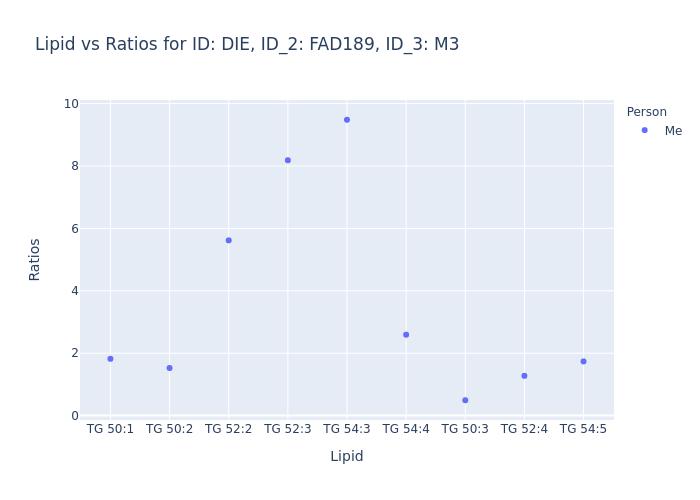 Lipid vs Ratios for ID: DIE, ID_2: FAD189, ID_3: M3
Person
Me
Ratios
10
8
6
4
2
0
TG 50:1 TG 50:2 TG 52:2 TG 52:3 TG 54:3 TG 54:4 TG 50:3 TG 52:4 TG 54:5
Lipid